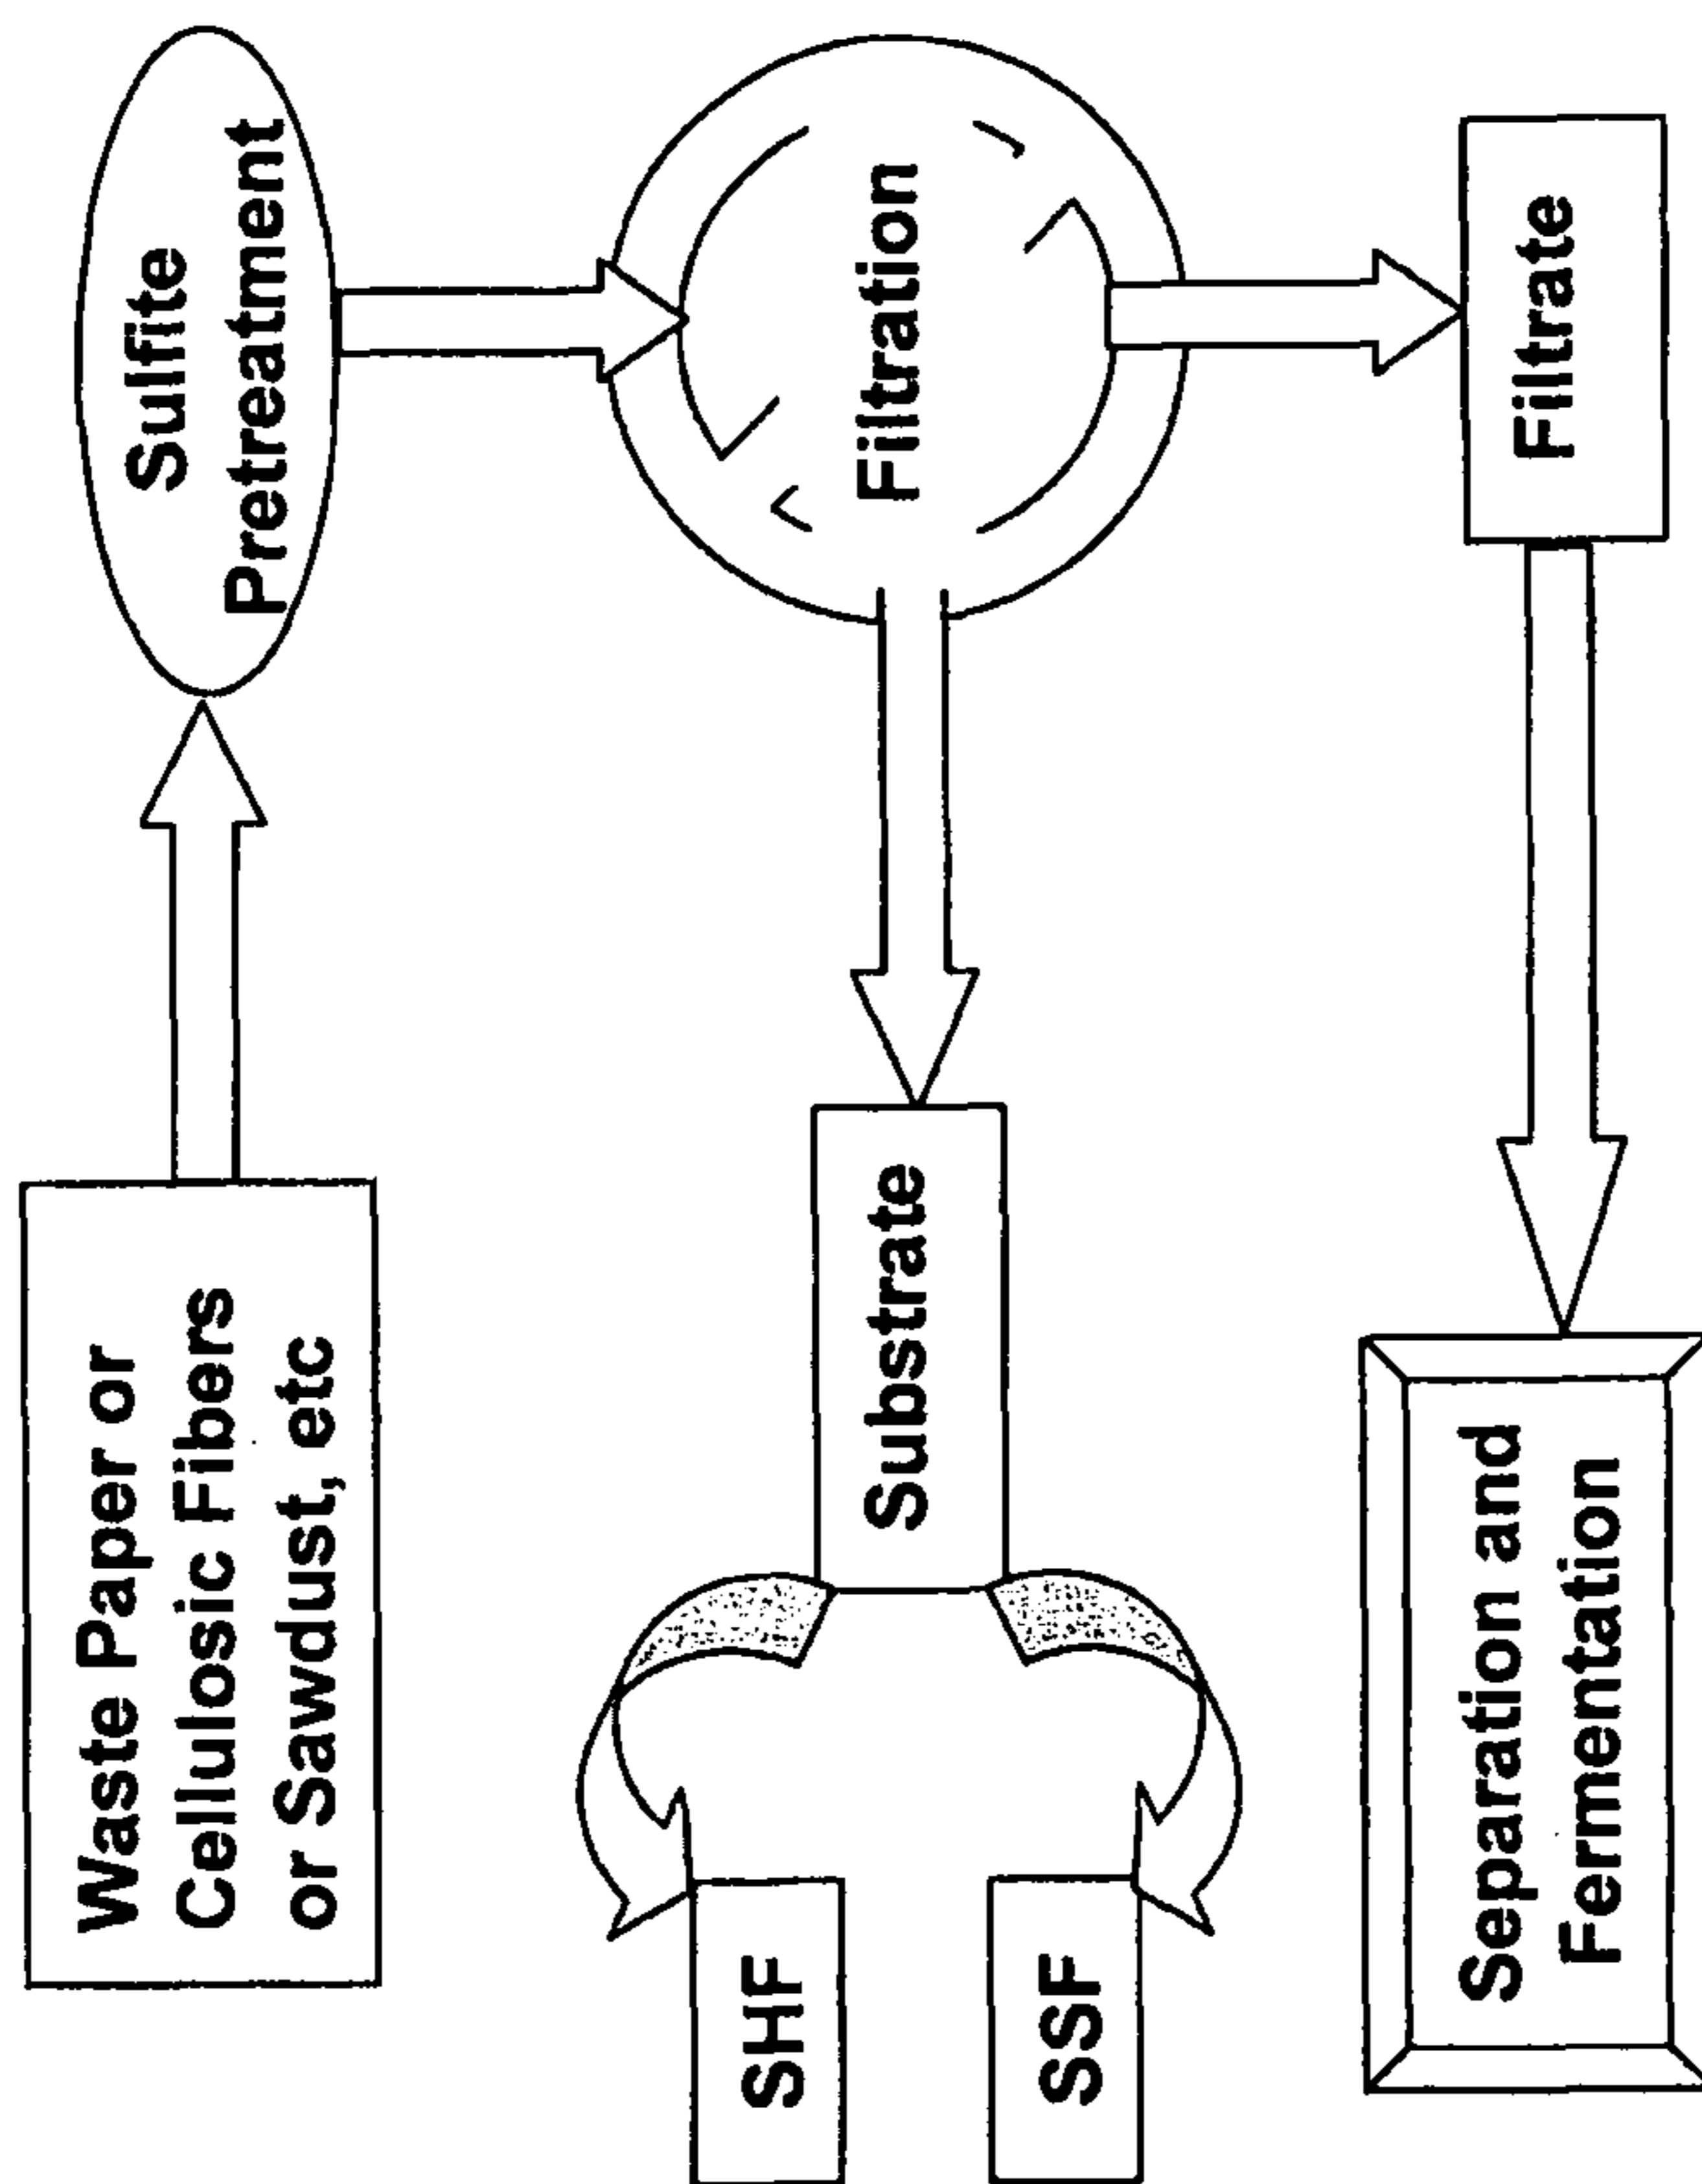 Waste Paper or
Cellulosic Fibers
or Sawdust, etc
Sulfite
Pretreatment
Filtration
Substrate
SHF
SSF
Filtrate
Separation and
Fermentation